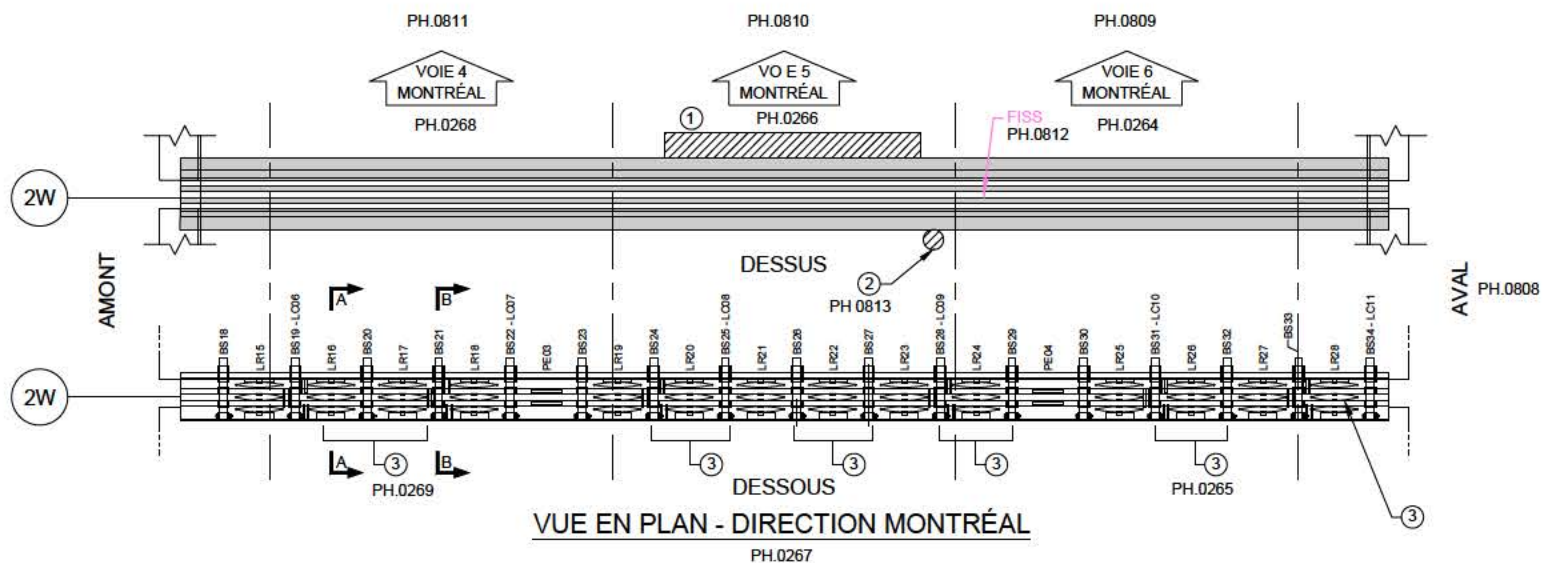 PH.0811
PH.0810
PH.0809
VOIE 4
MONTRÉAL
VO E 5
MONTRÉAL
VOIE 6
MONTRÉAL
PH.0268
PH.0266
PH.0264
1
FISS
PH.0812
2W
AMONT
DESSUS
2
PH 0813
AVAL
PH.0808
A
B
BS18
LR15
BS19 - LC06
LR16
BS20
LR17
BS21
LR18
BS22 - LC07
PE03
BS23
LR19
BS24
LR20
BS25 - LC08
LR21
BS26
LR22
BS27
LR23
BS28 - LC09
LR24
BS29
PE04
BS30
LR25
BS31 - LC10
LR26
BS32
LR27
BS33
LR28
BS34 - LC11
2W
A
3
B
3
3
3
3
PH.0269
DESSOUS
PH.0265
3
VUE EN PLAN - DIRECTION MONTRÉAL
PH.0267